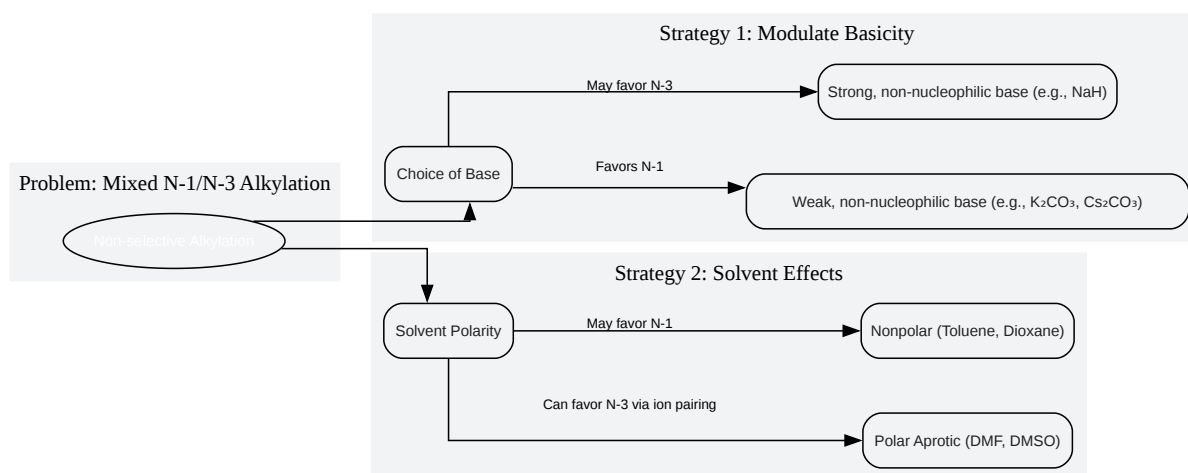 Strategy 1: Modulate Basicity
May favor N-3
Strong, non-nucleophilic base (e.g., NaH)
Problem: Mixed N-1/N-3 Alkylation
Choice of Base
Favors N-1
Weak, non-nucleophilic base (e.g., K₂CO₃, Cs₂CO₃)
Non-selective Alkylation
Strategy 2: Solvent Effects
Solvent Polarity
May favor N-1
Nonpolar (Toluene, Dioxane)
Can favor N-3 via ion pairing
Polar Aprotic (DMF, DMSO)